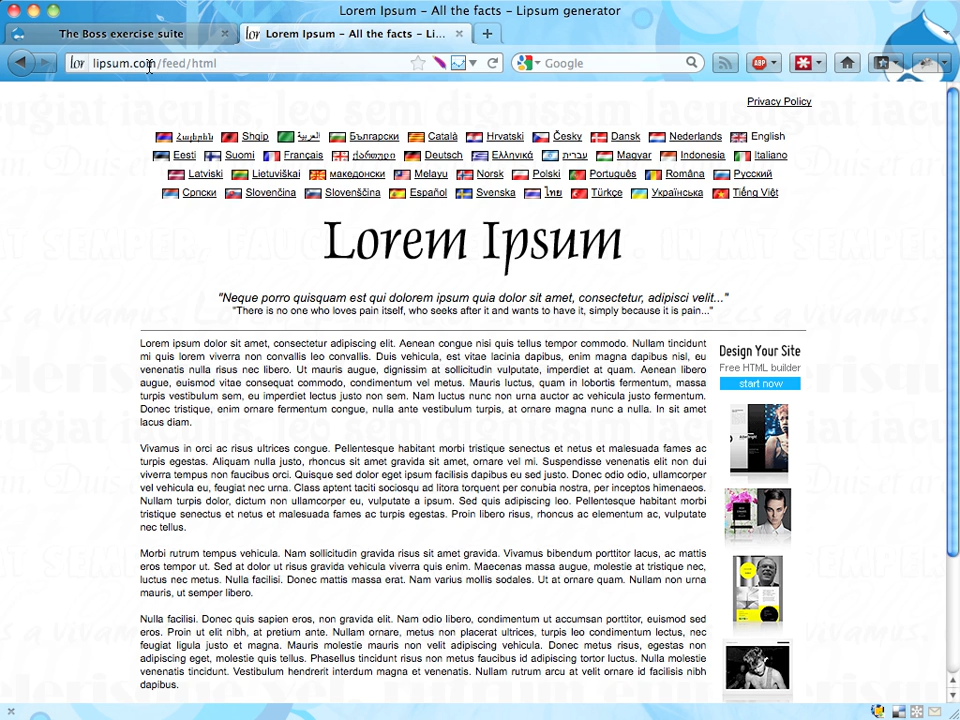 Lorem Ipsum - All the facts - Lipsum generator
The Boss exercise suite
Lorem Ipsum - All the facts - Li...
lipsum.com/feed/html
Google
ABP
Privacy Policy
Հայերեն Shqip العربية Български Català Hrvatski Česky Dansk Nederlands English
Eesti Suomi Français ქართული Deutsch Ελληνικά עברית Magyar Indonesia Italiano
Latviski Lietuviškai македонски Melayu Norsk Polski Português Româna Русский
Српски Slovenčina Slovenščina Español Svenska ไทย Türkçe Українська Tiếng Việt
Lorem Ipsum
"Neque porro quisquam est qui dolorem ipsum quia dolor sit amet, consectetur, adipisci velit..."
"There is no one who loves pain itself, who seeks after it and wants to have it, simply because it is pain..."
Lorem ipsum dolor sit amet, consectetur adipiscing elit. Aenean congue nisi quis tellus tempor commodo. Nullam tincidunt
mi quis lorem viverra non convallis leo convallis. Duis vehicula, est vitae lacinia dapibus, enim magna dapibus nisl, eu
venenatis nulla risus nec libero. Ut mauris augue, dignissim at sollicitudin vulputate, imperdiet at quam. Aenean libero
augue, euismod vitae consequat commodo, condimentum vel metus. Mauris luctus, quam in lobortis fermentum, massa
turpis vestibulum sem, eu imperdiet lectus justo non sem. Nam luctus nunc non urna auctor ac vehicula justo fermentum.
Donec tristique, enim ornare fermentum congue, nulla ante vestibulum turpis, at ornare magna nunc a nulla. In sit amet
lacus diam.
Vivamus in orci ac risus ultrices congue. Pellentesque habitant morbi tristique senectus et netus et malesuada fames ac
turpis egestas. Aliquam nulla justo, rhoncus sit amet gravida sit amet, ornare vel mi. Suspendisse venenatis elit non dui
viverra tempus non faucibus orci. Quisque sed dolor eget ipsum facilisis dapibus eu sed justo. Donec odio odio, ullamcorper
vel vehicula eu, feugiat nec urna. Class aptent taciti sociosqu ad litora torquent per conubia nostra, per inceptos himenaeos.
Nullam turpis dolor, dictum non ullamcorper eu, vulputate a ipsum. Sed quis adipiscing leo. Pellentesque habitant morbi
tristique senectus et netus et malesuada fames ac turpis egestas. Proin libero risus, rhoncus ac elementum ac, vulputate
nec tellus.
Morbi rutrum tempus vehicula. Nam sollicitudin gravida risus sit amet gravida. Vivamus bibendum porttitor lacus, ac mattis
eros tempor ut. Sed at dolor ut risus gravida vehicula viverra quis enim. Maecenas massa augue, molestie at tristique nec,
luctus nec metus. Nulla facilisi. Donec mattis massa erat. Nam varius mollis sodales. Ut at ornare quam. Nullam non urna
mauris, ut semper libero.
Nulla facilisi. Donec quis sapien eros, non gravida elit. Nam odio libero, condimentum ut accumsan porttitor, euismod sed
eros. Proin ut elit nibh, at pretium ante. Nullam ornare, metus non placerat ultrices, turpis leo condimentum lectus, nec
feugiat ligula justo et magna. Mauris molestie mauris non velit adipiscing vehicula. Donec metus risus, egestas non
adipiscing eget, molestie quis tellus. Phasellus tincidunt risus non metus faucibus id adipiscing tortor luctus. Nulla molestie
venenatis tincidunt. Vestibulum hendrerit interdum magna et venenatis. Nullam rutrum arcu at velit ornare id facilisis nibh
dapibus.
Design Your Site
Free HTML builder
start now